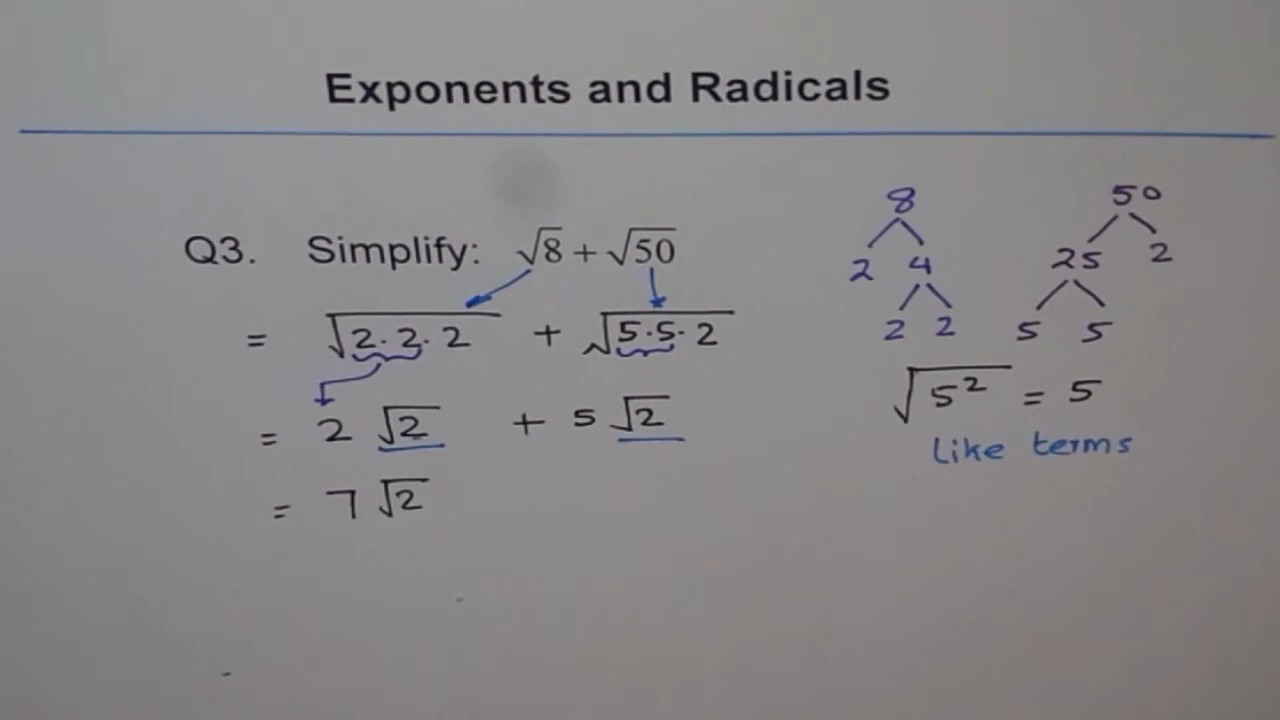 Exponents and Radicals
Q3. Simplify: √8 + √50
= √2·2·2 + √5·5·2
= 2 √2 + 5 √2
= 7 √2
8
2 4
2 2
50
25 2
5 5
√5² = 5
Like terms